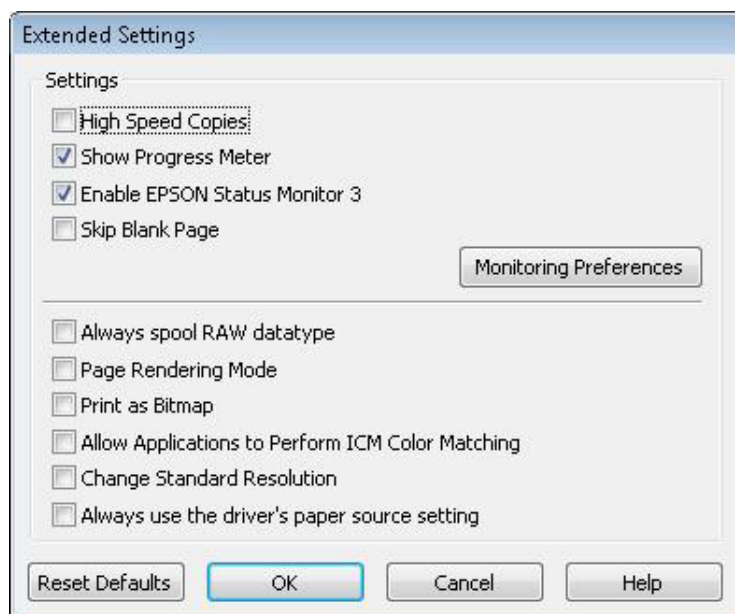 Extended Settings
Settings
High Speed Copies
Show Progress Meter
Enable EPSON Status Monitor 3
Skip Blank Page
Monitoring Preferences
Always spool RAW datatype
Page Rendering Mode
Print as Bitmap
Allow Applications to Perform ICM Color Matching
Change Standard Resolution
Always use the driver's paper source setting
Reset Defaults OK Cancel Help